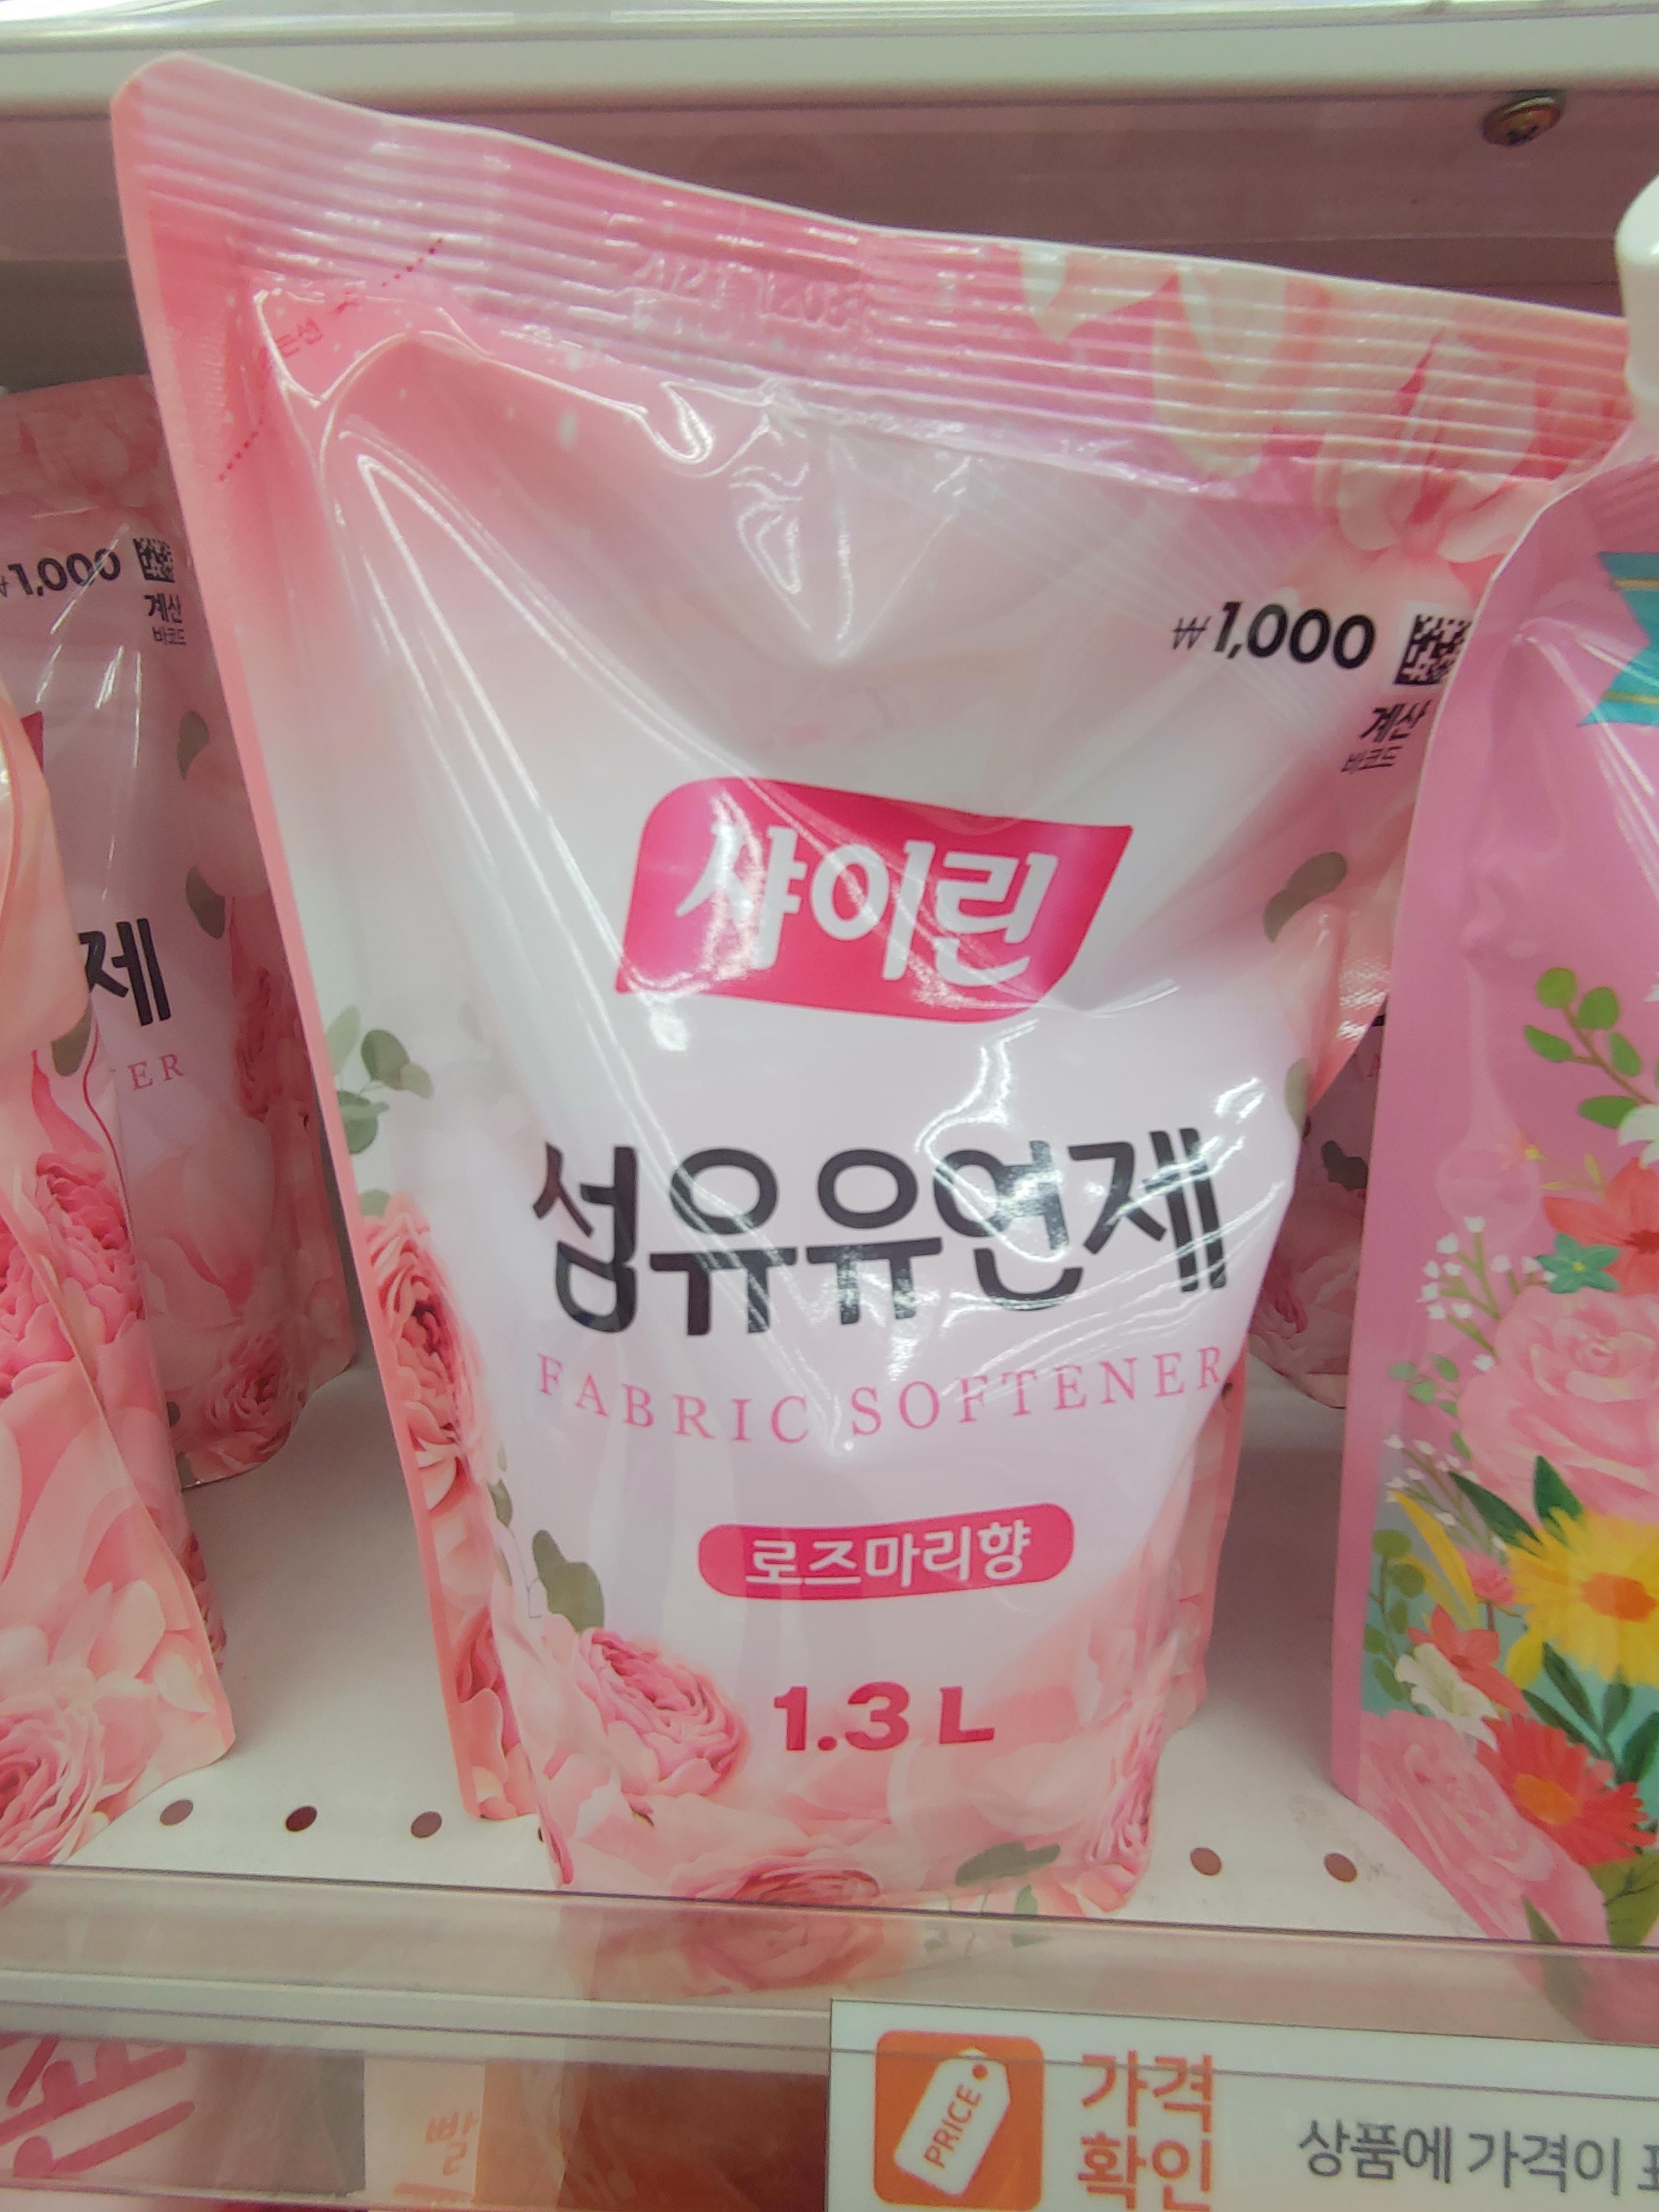 ₩1,000
계산
바코드
샤이린
섬유유연제
FABRIC SOFTENER
로즈마리향
1.3 L
₩1,000
계산
바코드
제
ER
PRICE
가격
확인
상품에 가격이